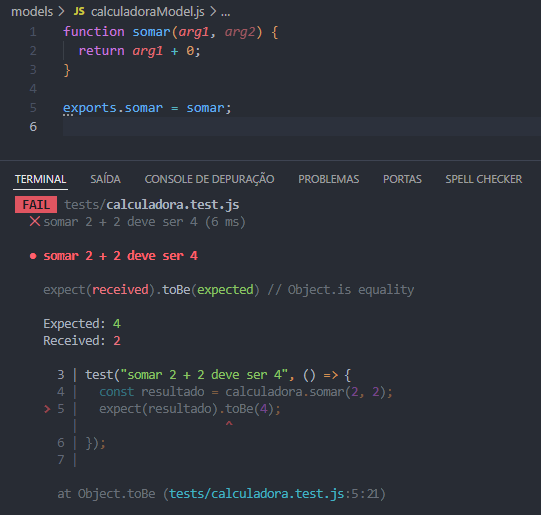 models > JS calculadoraModel.js > ...
1 function somar(arg1, arg2) {
2 return arg1 + 0;
3 }
4
5 exports.somar = somar;
6
TERMINAL SAÍDA CONSOLE DE DEPURAÇÃO PROBLEMAS PORTAS SPELL CHECKER
FAIL tests/calculadora.test.js
✕ somar 2 + 2 deve ser 4 (6 ms)
● somar 2 + 2 deve ser 4
expect(received).toBe(expected) // Object.is equality
Expected: 4
Received: 2
3 | test("somar 2 + 2 deve ser 4", () => {
4 | const resultado = calculadora.somar(2, 2);
> 5 | expect(resultado).toBe(4);
| ^
6 | });
7 |
at Object.toBe (tests/calculadora.test.js:5:21)